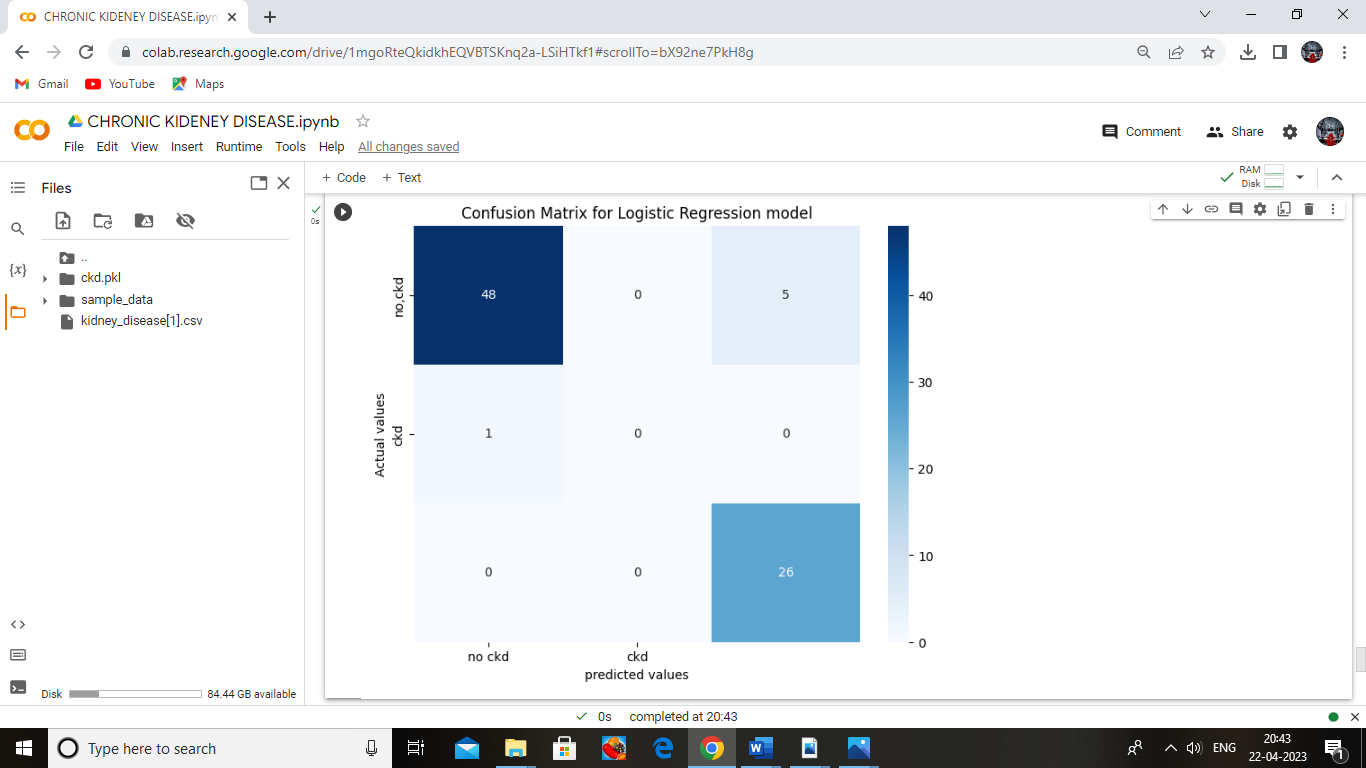 CHRONIC KIDENEY DISEASE.ipyn
colab.research.google.com/drive/1mgoRteQkidkhEQVBTSKnq2a-LSiHTkf1#scrollTo=bX92ne7PkH8g
Gmail YouTube Maps
CHRONIC KIDENEY DISEASE.ipynb
Comment Share
File Edit View Insert Runtime Tools Help All changes saved
Files
+ Code + Text
RAM
Disk
..
ckd.pkl
sample_data
kidney_disease[1].csv
{x}
0s
Confusion Matrix for Logistic Regression model
no,ckd
48 0 5
Actual values
ckd
1 0 0
0 0 26
no ckd ckd
predicted values
40
30
20
10
0
Disk 84.44 GB available
0s completed at 20:43
Type here to search
ENG
20:43
22-04-2023
1